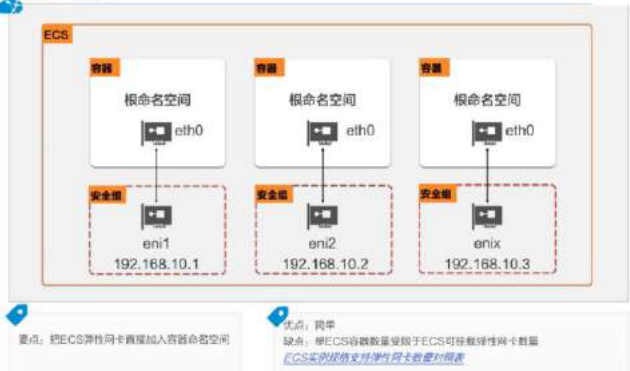 ECS
容器
容器
容器
根命名空间
根命名空间
根命名空间
eth0
eth0
eth0
安全组
安全组
安全组
eni1
eni2
enix
192.168.10.1
192.168.10.2
192.168.10.3
要点：把ECS弹性网卡直接加入容器命名空间
优点：简单
缺点：单ECS容器数量受限于ECS可挂载弹性网卡数量
ECS实例规格支持弹性网卡数量对照表